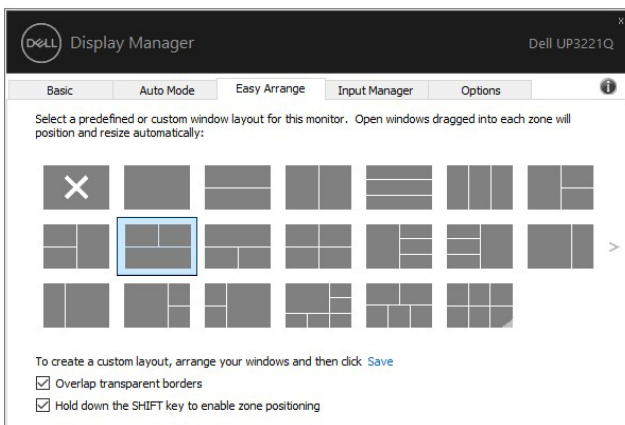 x
DELL Display Manager Dell UP3221Q
Basic Auto Mode Easy Arrange Input Manager Options
Select a predefined or custom window layout for this monitor. Open windows dragged into each zone will
position and resize automatically:
>
To create a custom layout, arrange your windows and then click Save
Overlap transparent borders
Hold down the SHIFT key to enable zone positioning